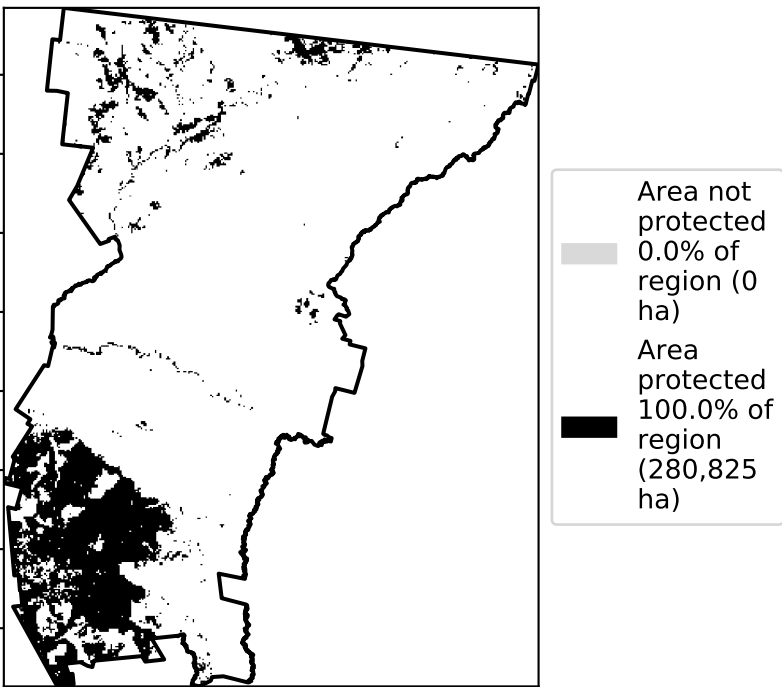 Area not
protected
0.0% of
region (0
ha)
Area
protected
100.0% of
region
(280,825
ha)